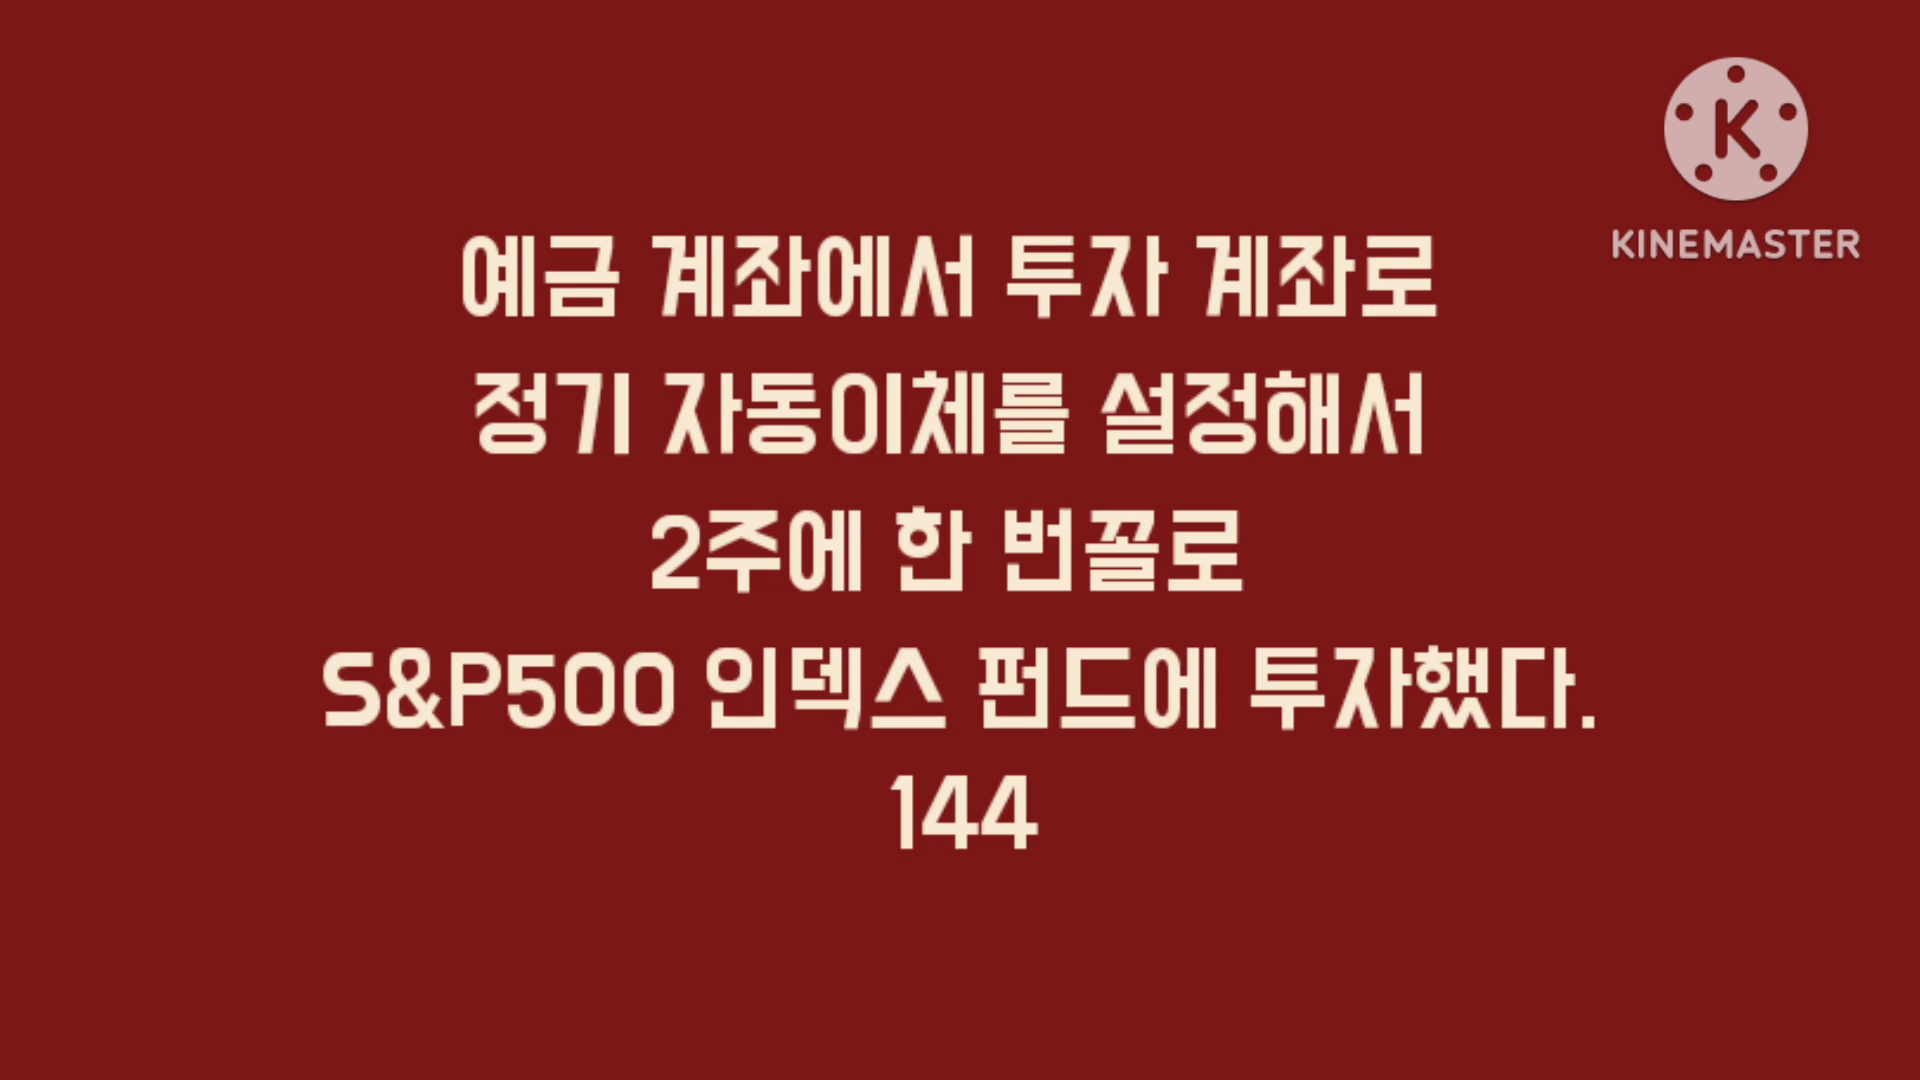 KINEMASTER
예금 계좌에서 투자 계좌로
정기 자동이체를 설정해서
2주에 한 번꼴로
S&P500 인덱스 펀드에 투자했다.
144